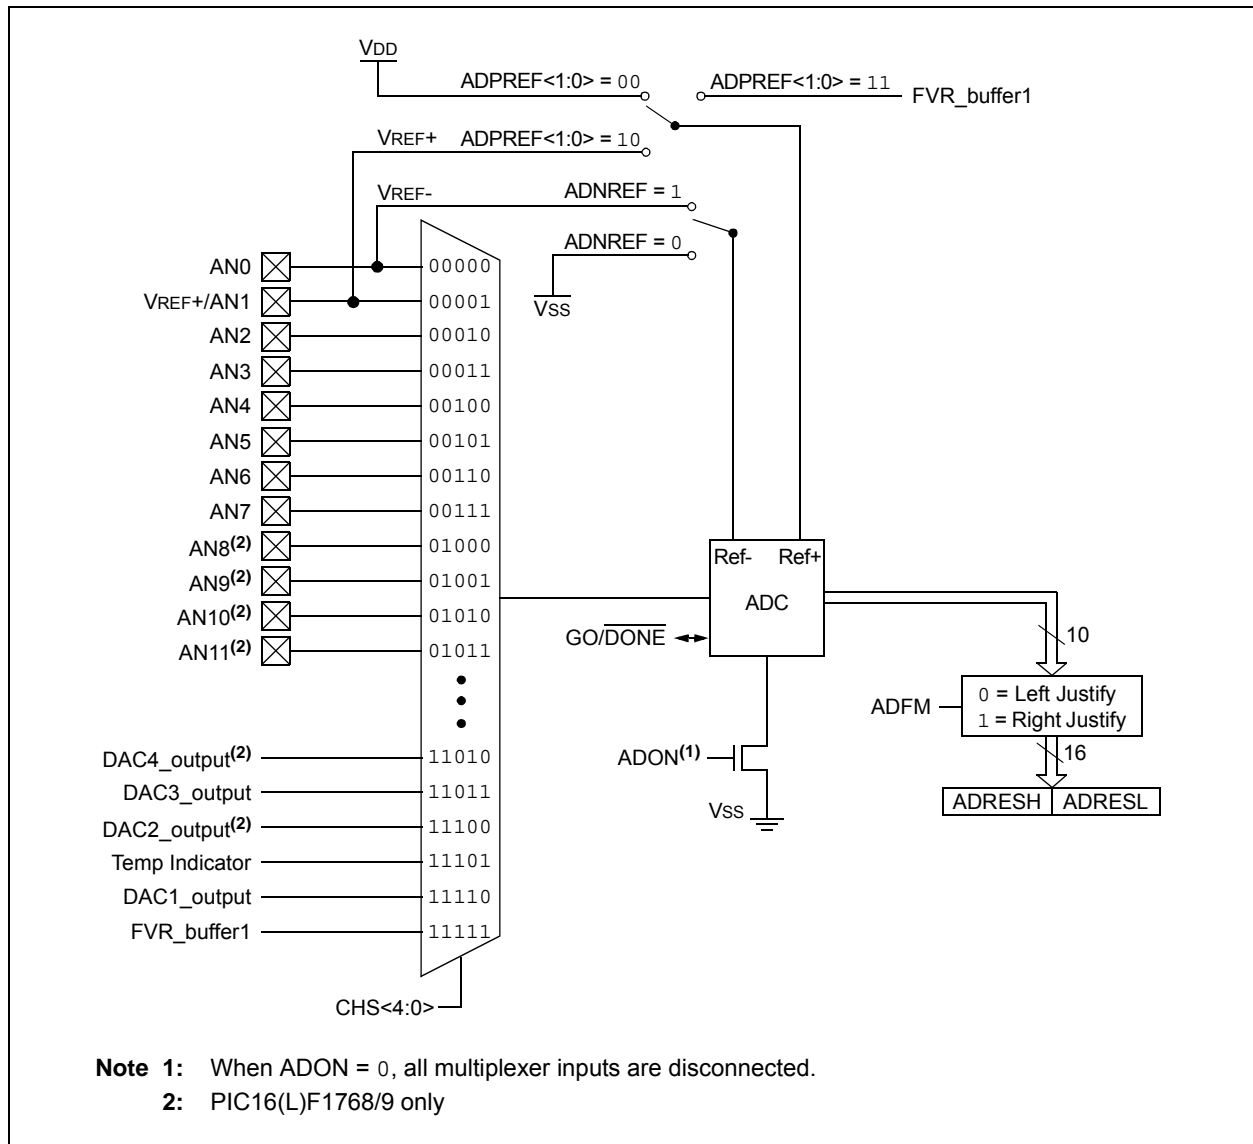 VDD
ADPREF<1:0> = 00
ADPREF<1:0> = 11
FVR_buffer1
VREF+
ADPREF<1:0> = 10
VREF-
ADNREF = 1
ADNREF = 0
VSS
AN0
00000
VREF+/AN1
00001
AN2
00010
AN3
00011
AN4
00100
AN5
00101
AN6
00110
AN7
00111
AN8(2)
01000
AN9(2)
01001
AN10(2)
01010
AN11(2)
01011
Ref-
Ref+
ADC
GO/DONE
10
ADFM
0 = Left Justify
1 = Right Justify
16
ADRESH
ADRESL
ADON(1)
VSS
DAC4_output(2)
11010
DAC3_output
11011
DAC2_output(2)
11100
Temp Indicator
11101
DAC1_output
11110
FVR_buffer1
11111
CHS<4:0>
Note 1: When ADON = 0, all multiplexer inputs are disconnected.
2: PIC16(L)F1768/9 only